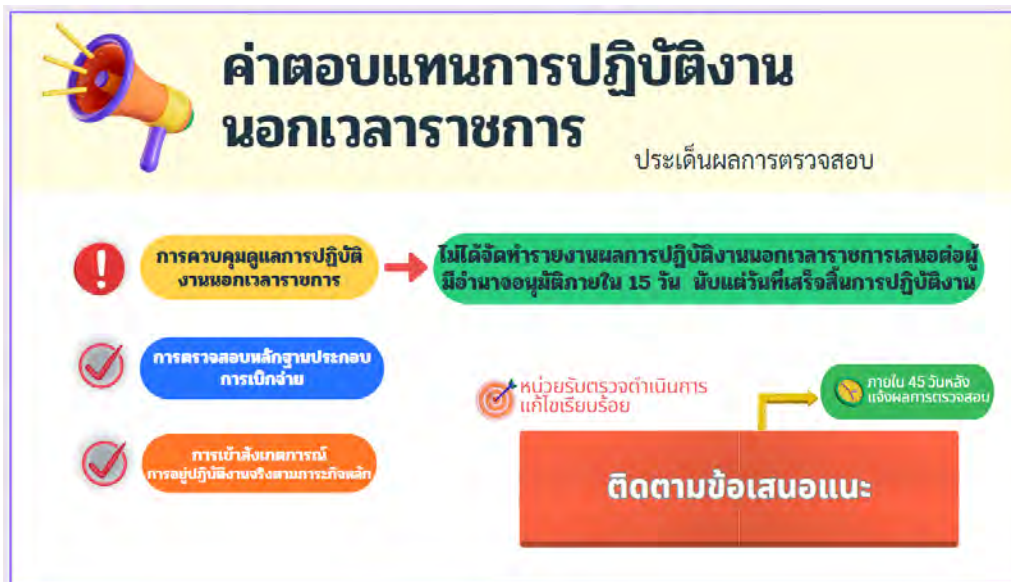 ค่าตอบแทนการปฏิบัติงาน
นอกเวลาราชการ
ประเด็นผลการตรวจสอบ
การควบคุมดูแลการปฏิบัติ
งานนอกเวลาราชการ
ไม่ได้จัดทำรายงานผลการปฏิบัติงานนอกเวลาราชการเสนอต่อผู้
มีอำนาจอนุมัติภายใน 15 วัน นับแต่วันที่เสร็จสิ้นการปฏิบัติงาน
การตรวจสอบหลักฐานประกอบ
การเบิกจ่าย
หน่วยรับตรวจดำเนินการ
แก้ไขเรียบร้อย
ภายใน 45 วันหลัง
แจ้งผลการตรวจสอบ
การเข้าสังเกตการณ์
การอยู่ปฏิบัติงานจริงตามภาระกิจหลัก
ติดตามข้อเสนอแนะ